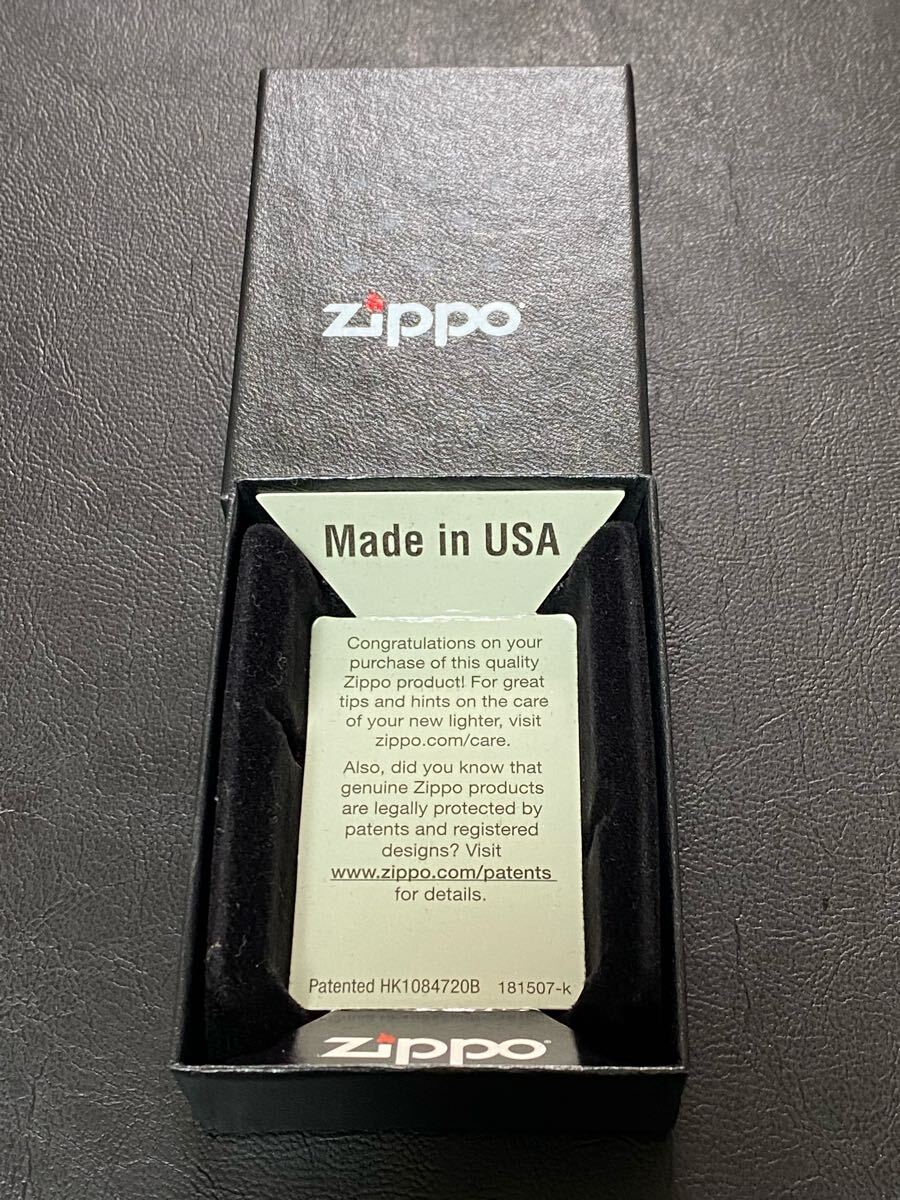 zippo
Made in USA
Congratulations on your
purchase of this quality
Zippo product! For great
tips and hints on the care
of your new lighter, visit
zippo.com/care.
Also, did you know that
genuine Zippo products
are legally protected by
patents and registered
designs? Visit
www.zippo.com/patents
for details.
Patented HK1084720B 181507-k
zippo